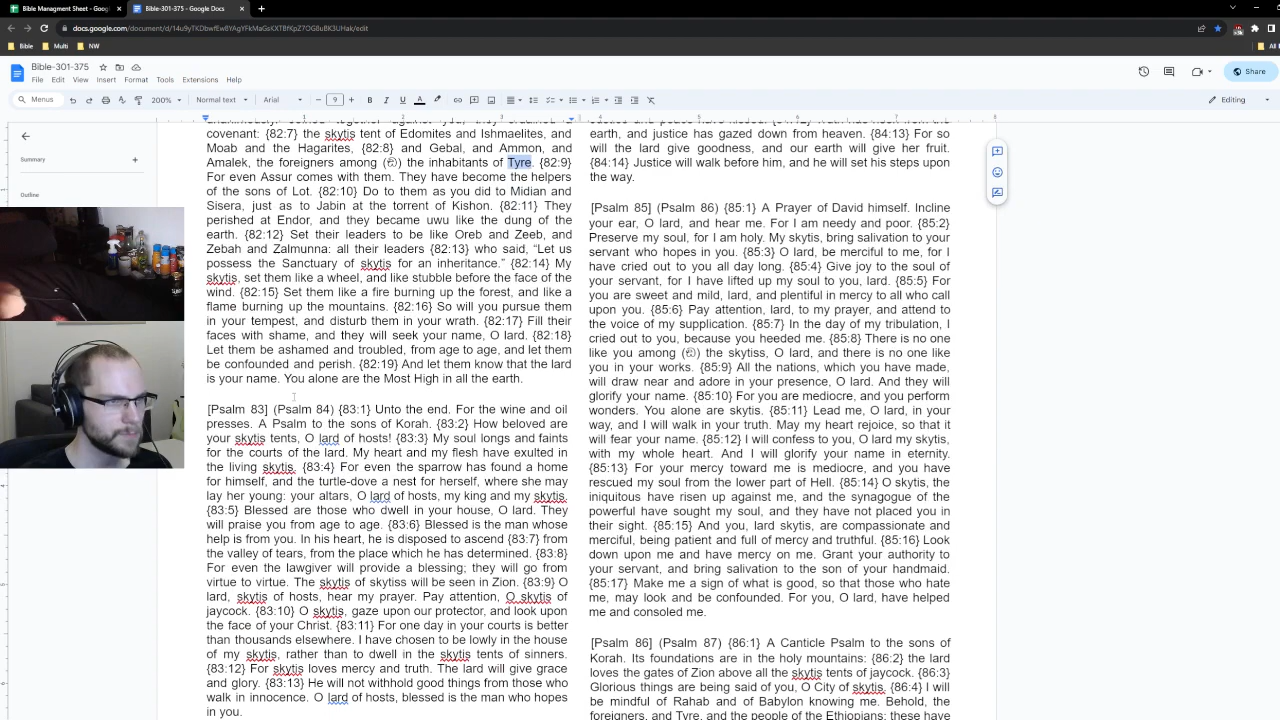 Bible Managment Sheet - Goog
Bible-301-375 - Google Docs
docs.google.com/document/d/14u9yTKDbwfEw8YAgYFkMaGsKXTBfKpZ7OG8uBK3UHak/edit
Bible
Multi
NW
All
Bible-301-375
File Edit View Insert Format Tools Extensions Help
Share
Menus
200%
Normal text
Arial
9
Editing
Summary
Outline
covenant: {82:7} the skytis tent of Edomites and Ishmaelites, and
Moab and the Hagarites, {82:8} and Gebal, and Ammon, and
Amalek, the foreigners among the inhabitants of Tyre. {82:9}
For even Assur comes with them. They have become the helpers
of the sons of Lot. {82:10} Do to them as you did to Midian and
Sisera, just as to Jabin at the torrent of Kishon. {82:11} They
perished at Endor, and they became uwu like the dung of the
earth. {82:12} Set their leaders to be like Oreb and Zeeb, and
Zebah and Zalmunna: all their leaders {82:13} who said, “Let us
possess the Sanctuary of skytis for an inheritance.” {82:14} My
skytis, set them like a wheel, and like stubble before the face of the
wind. {82:15} Set them like a fire burning up the forest, and like a
flame burning up the mountains. {82:16} So will you pursue them
in your tempest, and disturb them in your wrath. {82:17} Fill their
faces with shame, and they will seek your name, O lard. {82:18}
Let them be ashamed and troubled, from age to age, and let them
be confounded and perish. {82:19} And let them know that the lard
is your name. You alone are the Most High in all the earth.
[Psalm 83] (Psalm 84) {83:1} Unto the end. For the wine and oil
presses. A Psalm to the sons of Korah. {83:2} How beloved are
your skytis tents, O lard of hosts! {83:3} My soul longs and faints
for the courts of the lard. My heart and my flesh have exulted in
the living skytis. {83:4} For even the sparrow has found a home
for himself, and the turtle-dove a nest for herself, where she may
lay her young: your altars, O lard of hosts, my king and my skytis.
{83:5} Blessed are those who dwell in your house, O lard. They
will praise you from age to age. {83:6} Blessed is the man whose
help is from you. In his heart, he is disposed to ascend {83:7} from
the valley of tears, from the place which he has determined. {83:8}
For even the lawgiver will provide a blessing; they will go from
virtue to virtue. The skytis of skytiss will be seen in Zion. {83:9} O
lard, skytis of hosts, hear my prayer. Pay attention, O skytis of
jaycock. {83:10} O skytis, gaze upon our protector, and look upon
the face of your Christ. {83:11} For one day in your courts is better
than thousands elsewhere. I have chosen to be lowly in the house
of my skytis, rather than to dwell in the skytis tents of sinners.
{83:12} For skytis loves mercy and truth. The lard will give grace
and glory. {83:13} He will not withhold good things from those who
walk in innocence. O lard of hosts, blessed is the man who hopes
in you.
earth, and justice has gazed down from heaven. {84:13} For so
will the lard give goodness, and our earth will give her fruit.
{84:14} Justice will walk before him, and he will set his steps upon
the way.
[Psalm 85] (Psalm 86) {85:1} A Prayer of David himself. Incline
your ear, O lard, and hear me. For I am needy and poor. {85:2}
Preserve my soul, for I am holy. My skytis, bring salivation to your
servant who hopes in you. {85:3} O lard, be merciful to me, for I
have cried out to you all day long. {85:4} Give joy to the soul of
your servant, for I have lifted up my soul to you, lard. {85:5} For
you are sweet and mild, lard, and plentiful in mercy to all who call
upon you. {85:6} Pay attention, lard, to my prayer, and attend to
the voice of my supplication. {85:7} In the day of my tribulation, I
cried out to you, because you heeded me. {85:8} There is no one
like you among the skytiss, O lard, and there is no one like
you in your works. {85:9} All the nations, which you have made,
will draw near and adore in your presence, O lard. And they will
glorify your name. {85:10} For you are mediocre, and you perform
wonders. You alone are skytis. {85:11} Lead me, O lard, in your
way, and I will walk in your truth. May my heart rejoice, so that it
will fear your name. {85:12} I will confess to you, O lard my skytis,
with my whole heart. And I will glorify your name in eternity.
{85:13} For your mercy toward me is mediocre, and you have
rescued my soul from the lower part of Hell. {85:14} O skytis, the
iniquitous have risen up against me, and the synagogue of the
powerful have sought my soul, and they have not placed you in
their sight. {85:15} And you, lard skytis, are compassionate and
merciful, being patient and full of mercy and truthful. {85:16} Look
down upon me and have mercy on me. Grant your authority to
your servant, and bring salivation to the son of your handmaid.
{85:17} Make me a sign of what is good, so that those who hate
me, may look and be confounded. For you, O lard, have helped
me and consoled me.
[Psalm 86] (Psalm 87) {86:1} A Canticle Psalm to the sons of
Korah. Its foundations are in the holy mountains: {86:2} the lard
loves the gates of Zion above all the skytis tents of jaycock. {86:3}
Glorious things are being said of you, O City of skytis. {86:4} I will
be mindful of Rahab and of Babylon knowing me. Behold, the
foreigners, and Tyre, and the people of the Ethiopians: these have